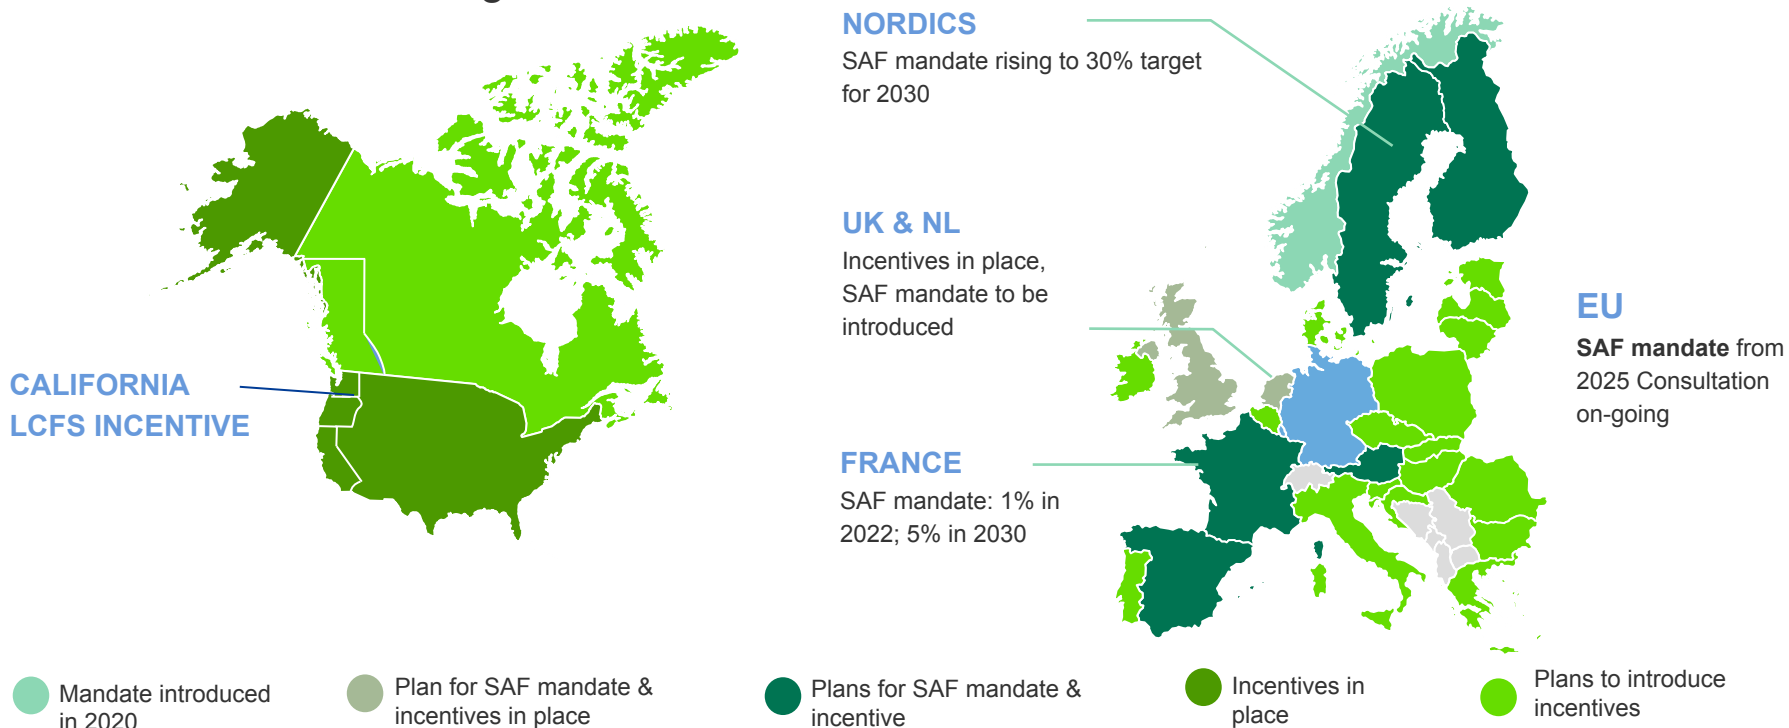 NORDICS
SAF mandate rising to 30% target
for 2030
UK & NL
Incentives in place,
SAF mandate to be
introduced
EU
SAF mandate from
2025 Consultation
on-going
CALIFORNIA
LCFS INCENTIVE
FRANCE
SAF mandate: 1% in
2022; 5% in 2030
Mandate introduced
in 2020
Plan for SAF mandate &
incentives in place
Plans for SAF mandate &
incentive
Incentives in
place
Plans to introduce
incentives